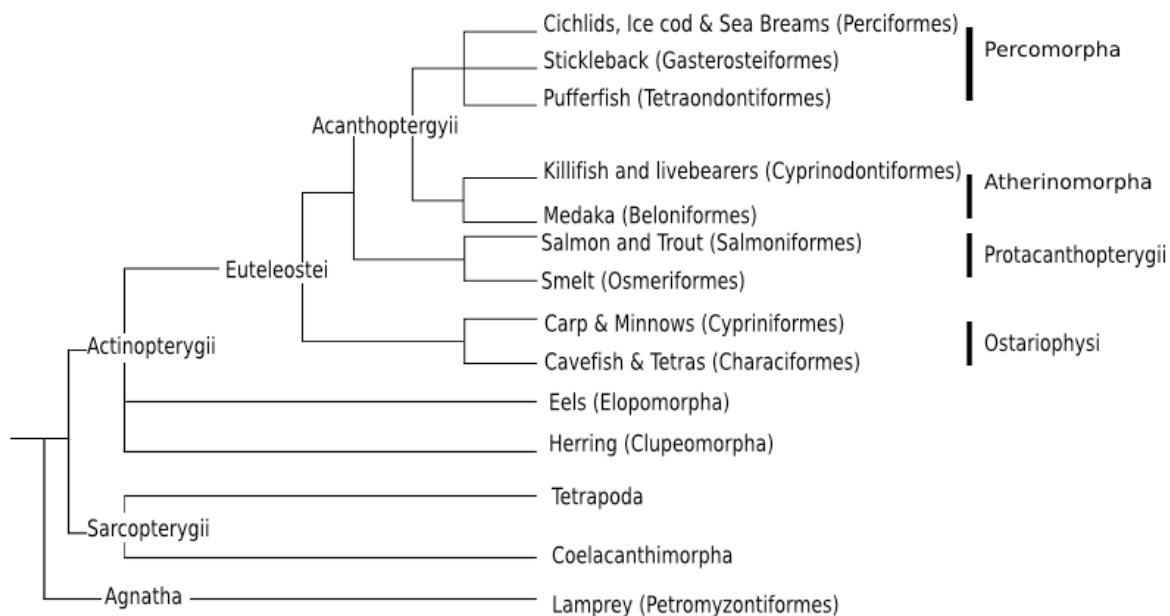 Cichlids, Ice cod & Sea Breams (Perciformes)
Percomorpha
Stickleback (Gasterosteiformes)
Pufferfish (Tetraondontiformes)
Acanthoptergyii
Killifish and livebearers (Cyprinodontiformes)
Atherinomorpha
Medaka (Beloniformes)
Salmon and Trout (Salmoniformes)
Protacanthopterygii
Euteleostei
Smelt (Osmeriformes)
Carp & Minnows (Cypriniformes)
Ostariophysi
Actinopterygii
Cavefish & Tetras (Characiformes)
Eels (Elopomorpha)
Herring (Clupeomorpha)
Tetrapoda
Sarcopterygii
Coelacanthimorpha
Agnatha
Lamprey (Petromyzontiformes)